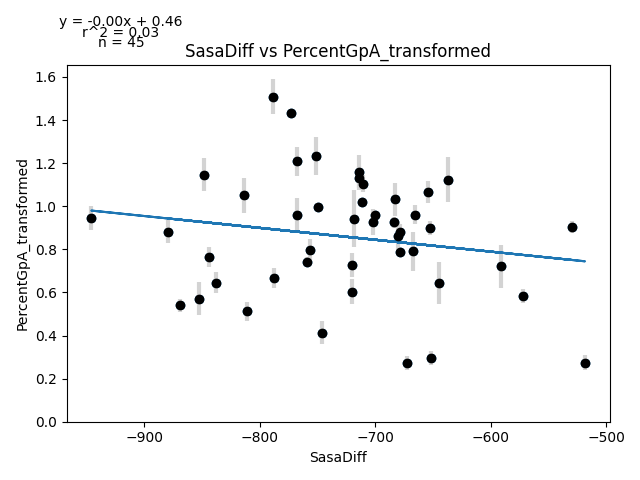 y = -0.00x + 0.46
r^2 = 0.03
n = 45
SasaDiff vs PercentGpA_transformed
1.6
1.4
1.2
1.0
0.8
0.6
0.4
0.2
0.0
PercentGpA_transformed
−900 −800 −700 −600 −500
SasaDiff